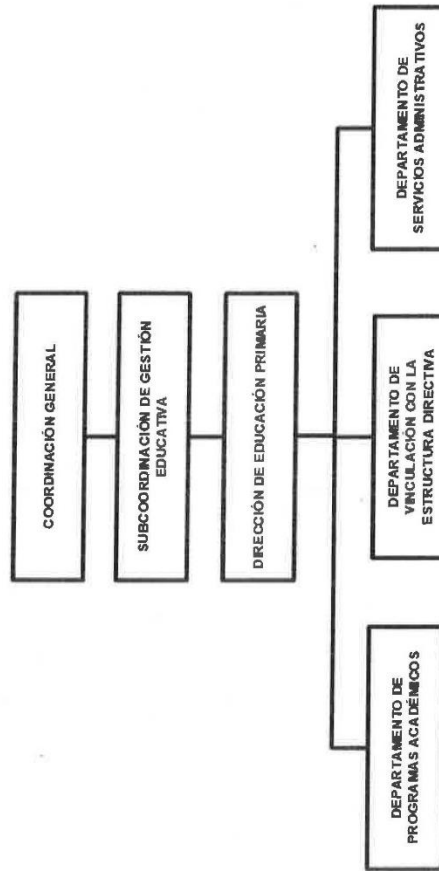 COORDINACIÓN GENERAL
SUBCOORDINACIÓN DE GESTIÓN
EDUCATIVA
DIRECCIÓN DE EDUCACIÓN PRIMARIA
DEPARTAMENTO DE
PROGRAMAS ACADÉMICOS
DEPARTAMENTO DE
VINCULACIÓN CON LA
ESTRUCTURA DIRECTIVA
DEPARTAMENTO DE
SERVICIOS ADMINISTRATIVOS